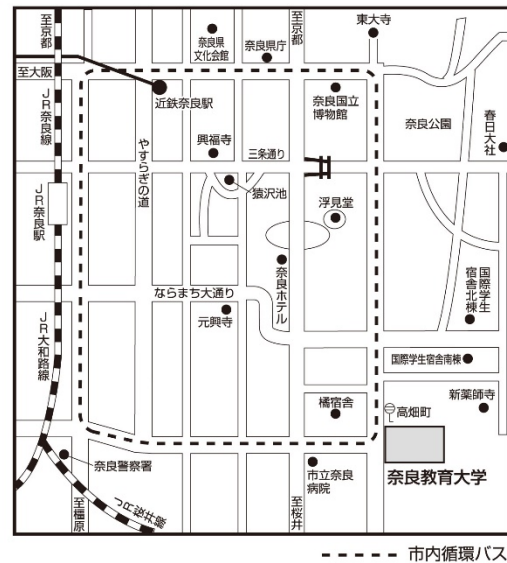 至京都
至京都
東大寺
奈良県
文化会館
奈良県庁
至大阪
近鉄奈良駅
奈良国立
博物館
JR奈良線
奈良公園
春日大社
やすらぎの道
興福寺
三条通り
猿沢池
浮見堂
JR奈良駅
奈良ホテル
国際学生
宿舎北棟
ならまち大通り
元興寺
JR大和路線
国際学生宿舎南棟
橘宿舎
高畑町
新薬師寺
奈良警察署
市立奈良
病院
奈良教育大学
JR桜井線
至橿原
至桜井
市内循環バス